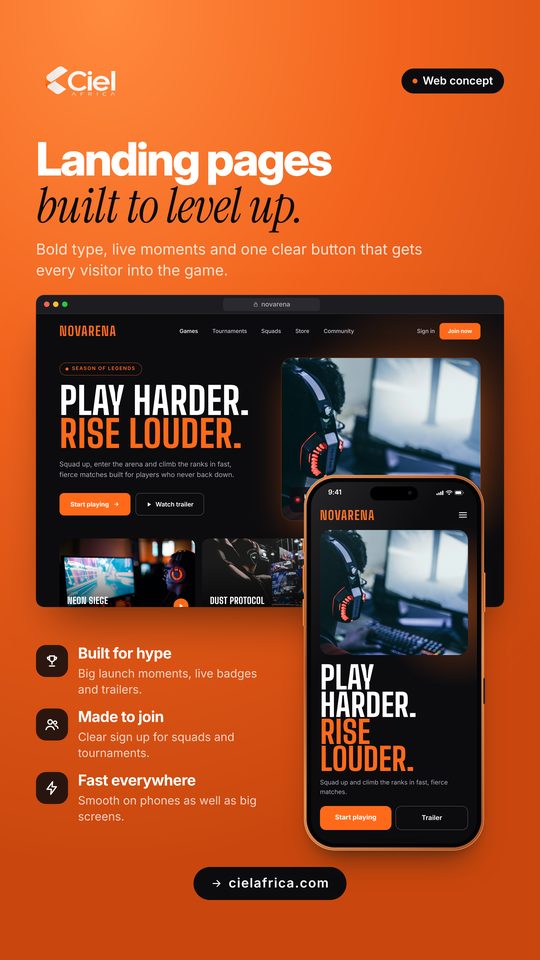 Ciel
AFRICA
Web concept
Landing pages
built to level up.
Bold type, live moments and one clear button that gets
every visitor into the game.
novarena
NOVARENA
Games Tournaments Squads Store Community
Sign in Join now
SEASON OF LEGENDS
PLAY HARDER.
RISE LOUDER.
Squad up, enter the arena and climb the ranks in fast,
fierce matches built for players who never back down.
Start playing → ▶ Watch trailer
NEON SIEGE
DUST PROTOCOL
9:41
NOVARENA
PLAY
HARDER.
RISE
LOUDER.
Squad up and climb the ranks in fast, fierce
matches.
Start playing Trailer
Built for hype
Big launch moments, live badges
and trailers.
Made to join
Clear sign up for squads and
tournaments.
Fast everywhere
Smooth on phones as well as big
screens.
→ cielafrica.com